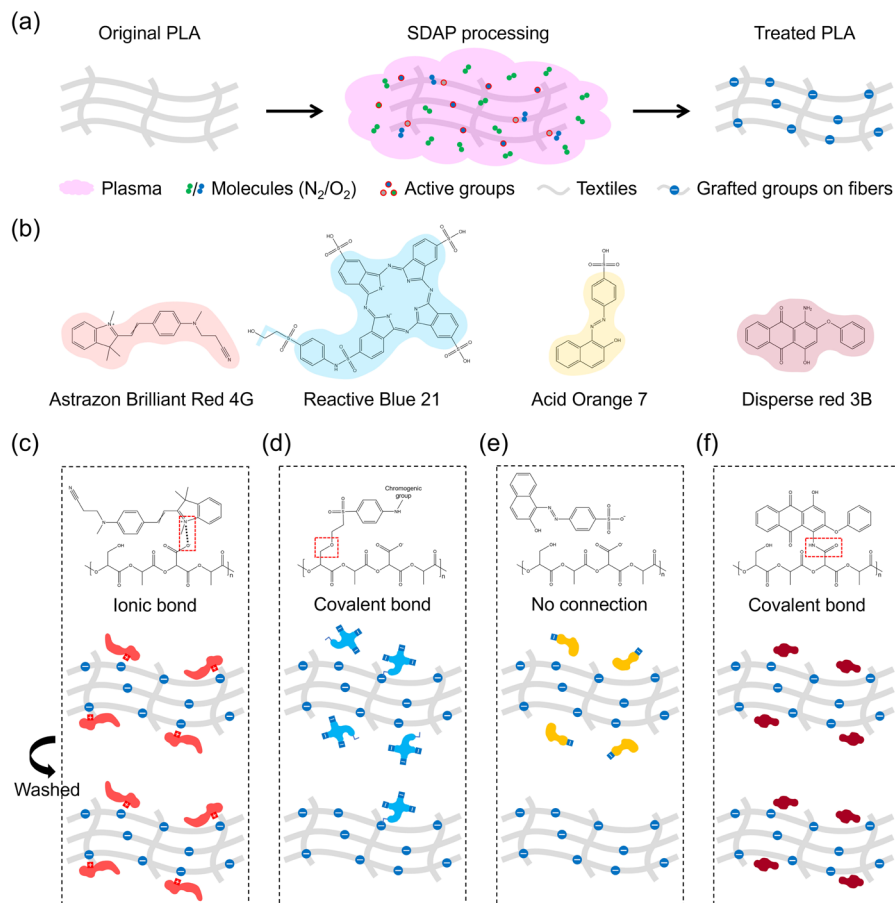 (a)
Original PLA
SDAP processing
Treated PLA
Plasma
Molecules (N₂/O₂)
Active groups
Textiles
Grafted groups on fibers
(b)
Astrazon Brilliant Red 4G
Reactive Blue 21
Acid Orange 7
Disperse red 3B
(c)
(d)
(e)
(f)
Chromogenic
group
Ionic bond
Covalent bond
No connection
Covalent bond
Washed